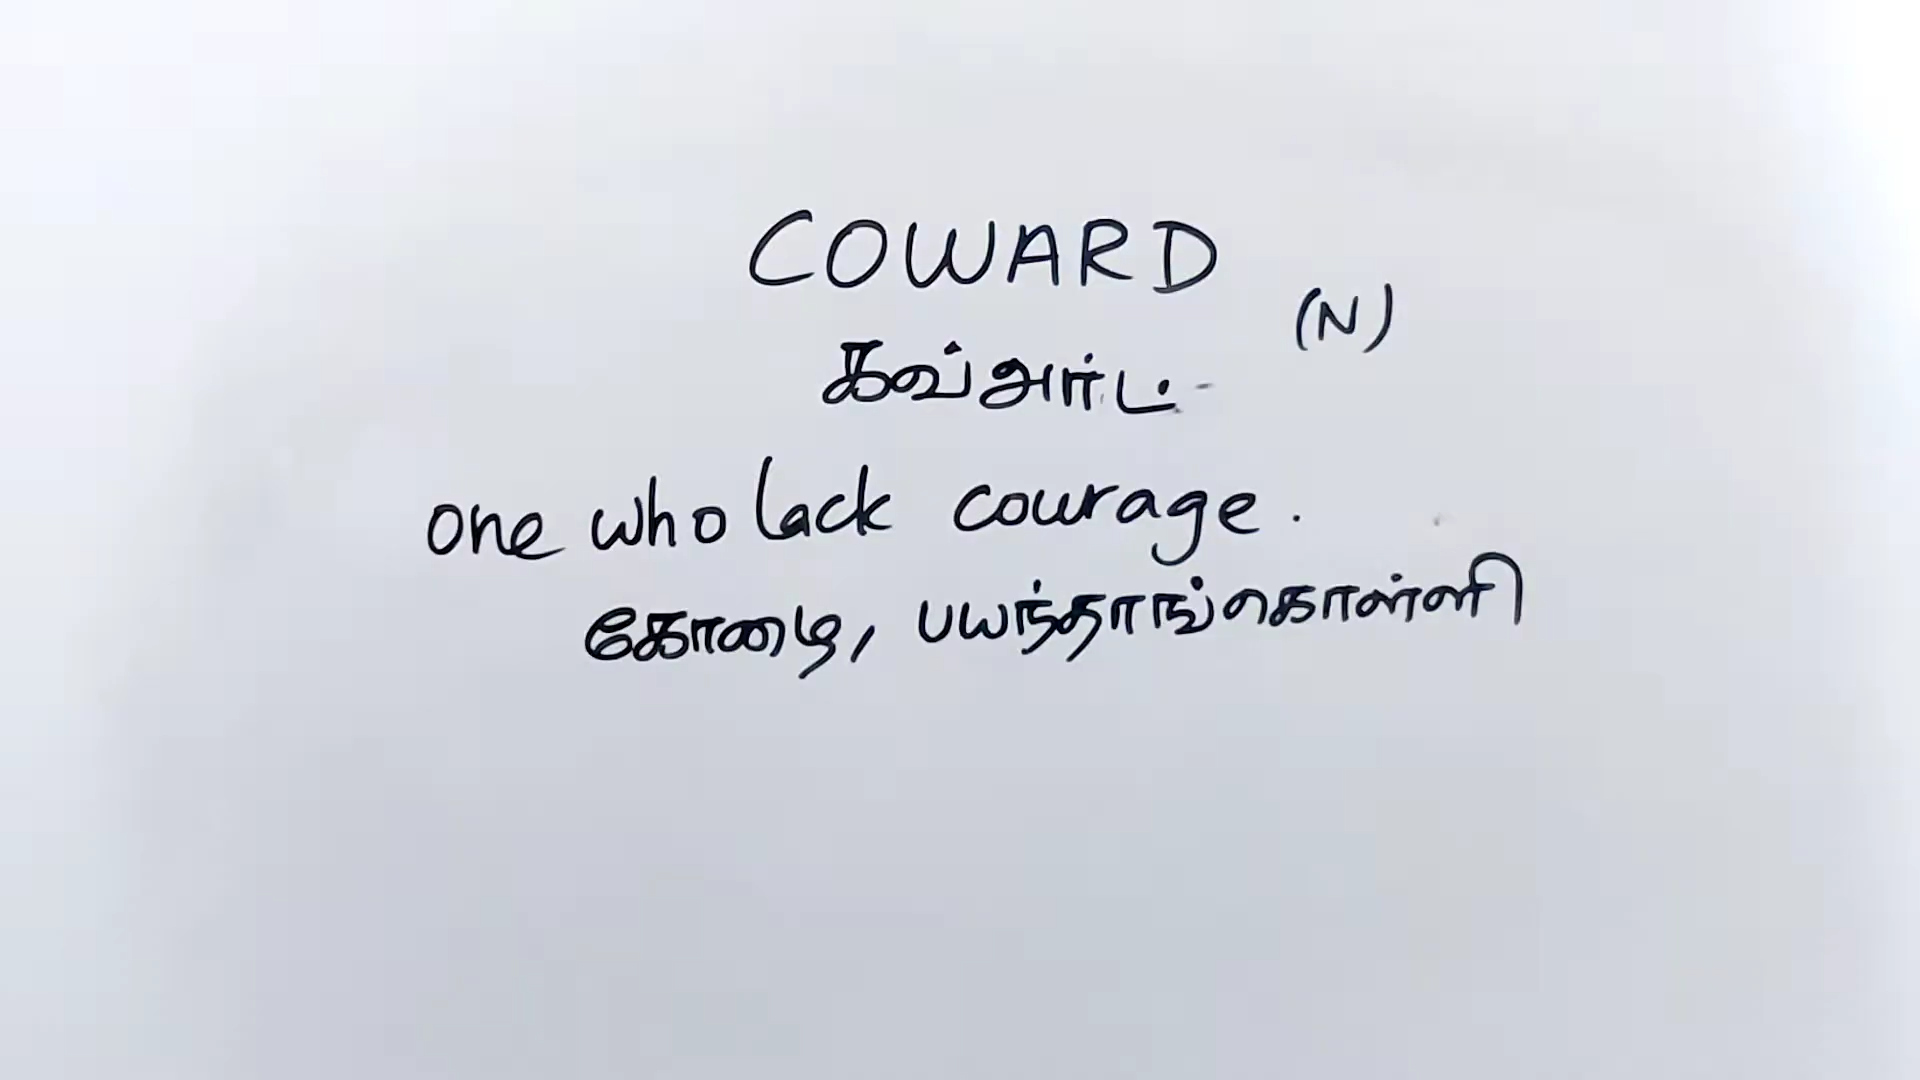 COWARD
(N)
கவ்அர்ட்
one who lack courage.
கோழை, பயந்தாங்கொள்ளி